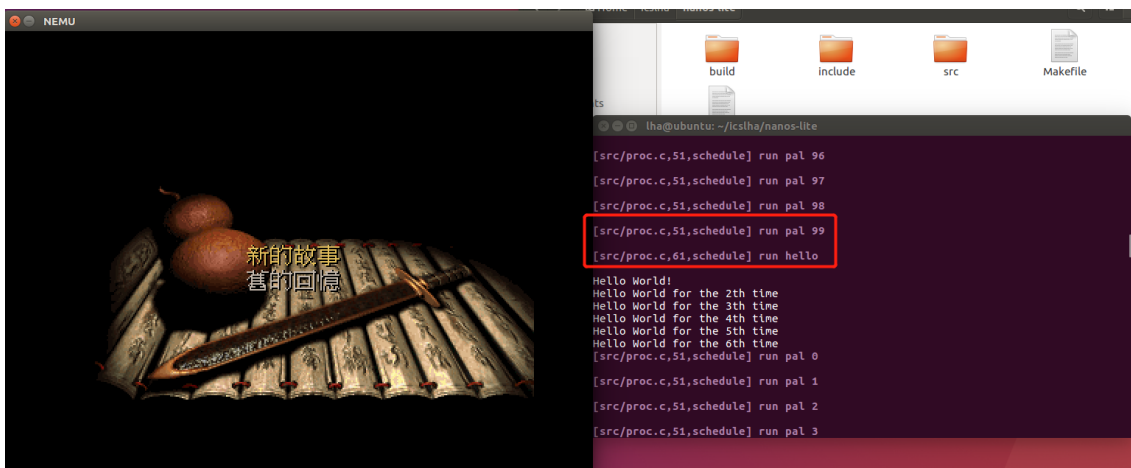 NEMU
新的故事
舊的回憶
build
include
src
Makefile
ts
lha@ubuntu: ~/icslha/nanos-lite
[src/proc.c,51,schedule] run pal 96
[src/proc.c,51,schedule] run pal 97
[src/proc.c,51,schedule] run pal 98
[src/proc.c,51,schedule] run pal 99
[src/proc.c,61,schedule] run hello
Hello World!
Hello World for the 2th time
Hello World for the 3th time
Hello World for the 4th time
Hello World for the 5th time
Hello World for the 6th time
[src/proc.c,51,schedule] run pal 0
[src/proc.c,51,schedule] run pal 1
[src/proc.c,51,schedule] run pal 2
[src/proc.c,51,schedule] run pal 3